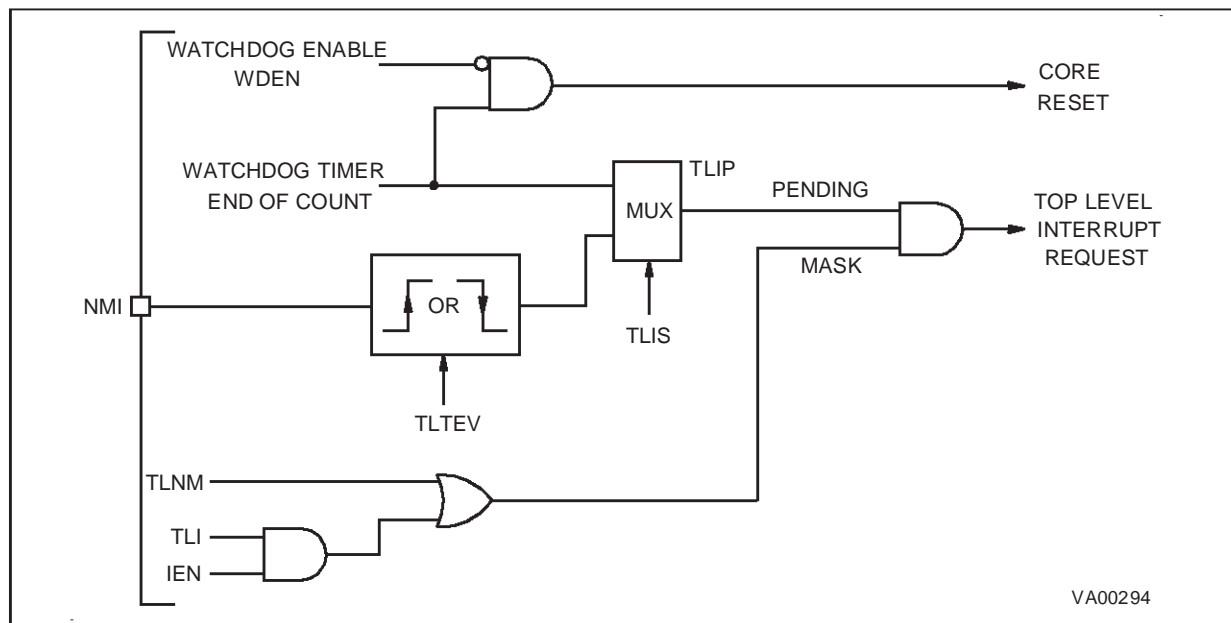 WATCHDOG ENABLE
WDEN
CORE
RESET
WATCHDOG TIMER
END OF COUNT
TLIP
MUX
PENDING
TOP LEVEL
INTERRUPT
REQUEST
MASK
NMI
OR
TLIS
TLTEV
TLNM
TLI
IEN
VA00294